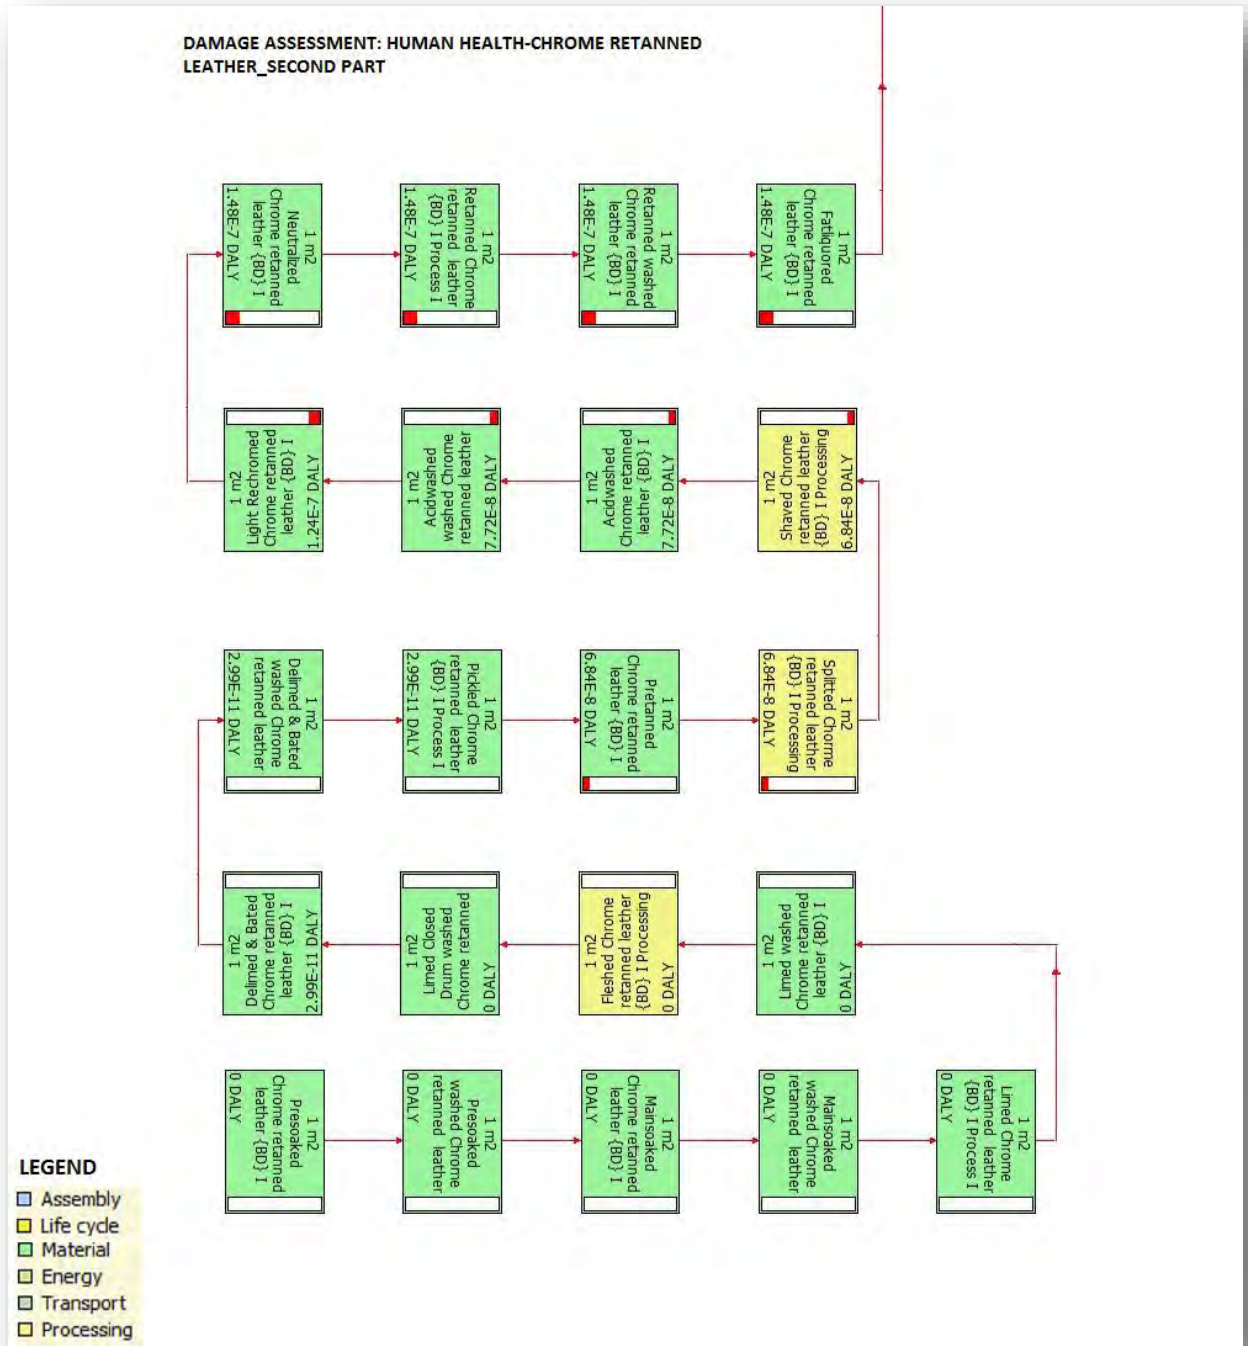 DAMAGE ASSESSMENT: HUMAN HEALTH-CHROME RETANNED
LEATHER_SECOND PART
1 m2
Neutralized
Chrome retanned
leather {BD} I
1.48E-7 DALY
1 m2
Retanned Chrome
retanned leather
{BD} I Process I
1.48E-7 DALY
1 m2
Retanned washed
Chrome retanned
leather {BD} I
1.48E-7 DALY
1 m2
Fatliquored
Chrome retanned
leather {BD} I
1.48E-7 DALY
1 m2
Light Rechromed
Chrome retanned
leather {BD} I
1.24E-7 DALY
1 m2
Acidwashed
washed Chrome
retanned leather
7.72E-8 DALY
1 m2
Acidwashed
Chrome retanned
leather {BD} I
7.72E-8 DALY
1 m2
Shaved Chrome
retanned leather
{BD} I Processing
6.84E-8 DALY
1 m2
Delimed & Bated
washed Chrome
retanned leather
2.99E-11 DALY
1 m2
Pickled Chrome
retanned leather
{BD} I Process I
2.99E-11 DALY
1 m2
Pretanned
Chrome retanned
leather {BD} I
6.84E-8 DALY
1 m2
Splitted Chorme
retanned leather
{BD} I Processing
6.84E-8 DALY
1 m2
Delimed & Bated
Chrome retanned
leather {BD} I
2.99E-11 DALY
1 m2
Limed Closed
Drum washed
Chrome retanned
0 DALY
1 m2
Fleshed Chrome
retanned leather
{BD} I Processing
0 DALY
1 m2
Limed washed
Chrome retanned
leather {BD} I
0 DALY
1 m2
Presoaked
Chrome retanned
leather {BD} I
0 DALY
1 m2
Presoaked
washed Chrome
retanned leather
0 DALY
1 m2
Mainsoaked
Chrome retanned
leather {BD} I
0 DALY
1 m2
Mainsoaked
washed Chrome
retanned leather
0 DALY
1 m2
Limed Chrome
retanned leather
{BD} I Process I
0 DALY
LEGEND
Assembly
Life cycle
Material
Energy
Transport
Processing